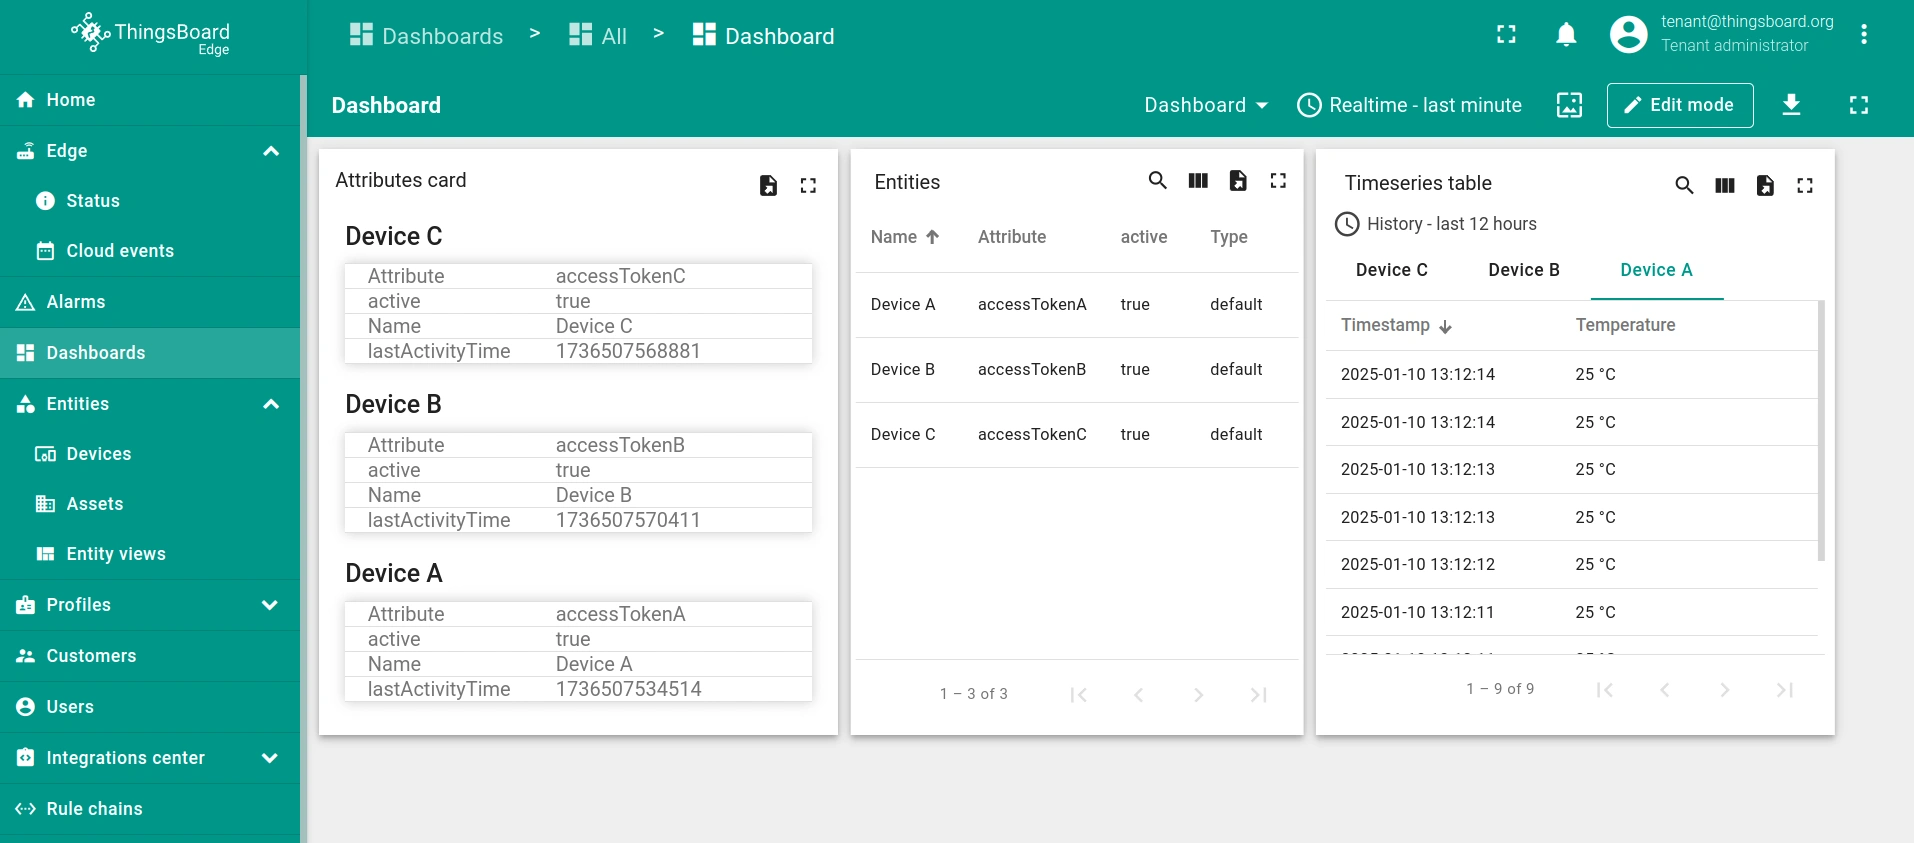 ThingsBoard
Edge
Dashboards > All > Dashboard
tenant@thingsboard.org
Tenant administrator
Dashboard
Dashboard
Realtime - last minute
Edit mode
Home
Edge
Status
Cloud events
Alarms
Dashboards
Entities
Devices
Assets
Entity views
Profiles
Customers
Users
Integrations center
Rule chains
Attributes card
Device C
Attribute accessTokenC
active true
Name Device C
lastActivityTime 1736507568881
Device B
Attribute accessTokenB
active true
Name Device B
lastActivityTime 1736507570411
Device A
Attribute accessTokenA
active true
Name Device A
lastActivityTime 1736507534514
Entities
Name Attribute active Type
Device A accessTokenA true default
Device B accessTokenB true default
Device C accessTokenC true default
1 – 3 of 3
Timeseries table
History - last 12 hours
Device C Device B Device A
Timestamp Temperature
2025-01-10 13:12:14 25 °C
2025-01-10 13:12:14 25 °C
2025-01-10 13:12:13 25 °C
2025-01-10 13:12:13 25 °C
2025-01-10 13:12:12 25 °C
2025-01-10 13:12:11 25 °C
1 – 9 of 9